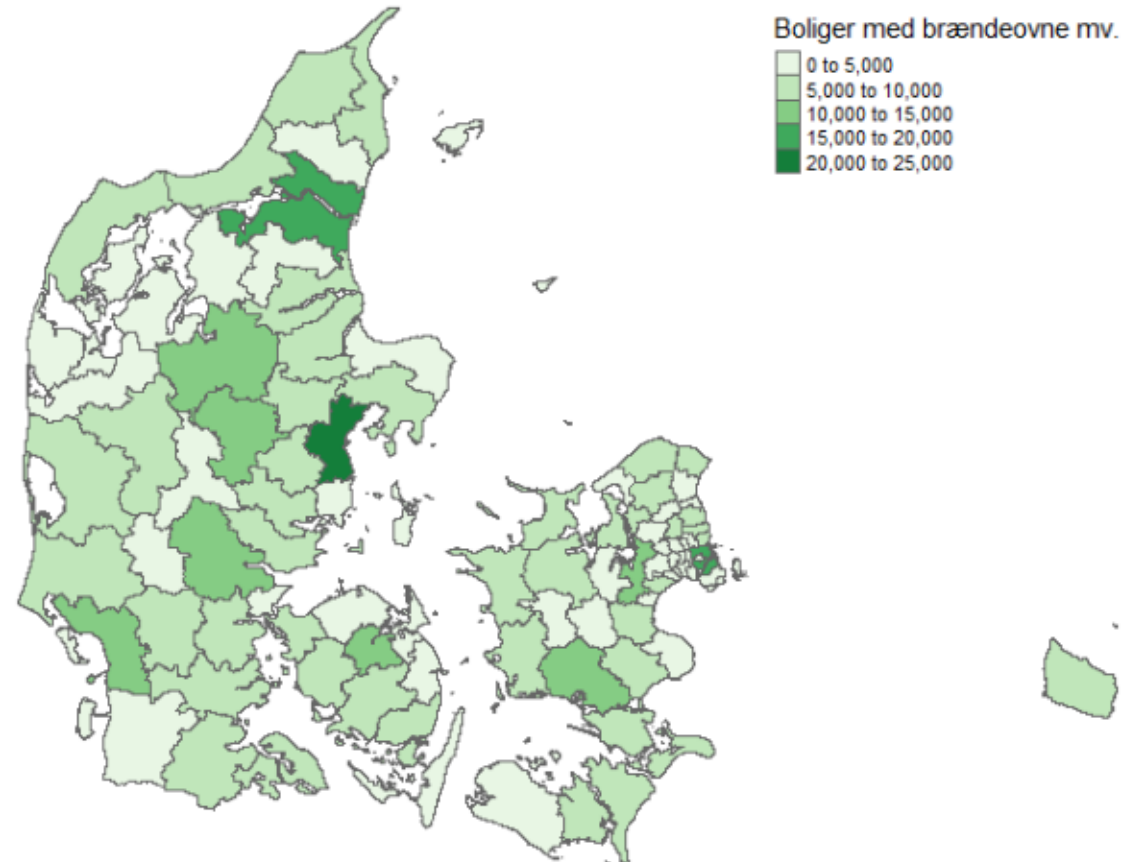 Boliger med brændeovne mv.
0 to 5,000
5,000 to 10,000
10,000 to 15,000
15,000 to 20,000
20,000 to 25,000